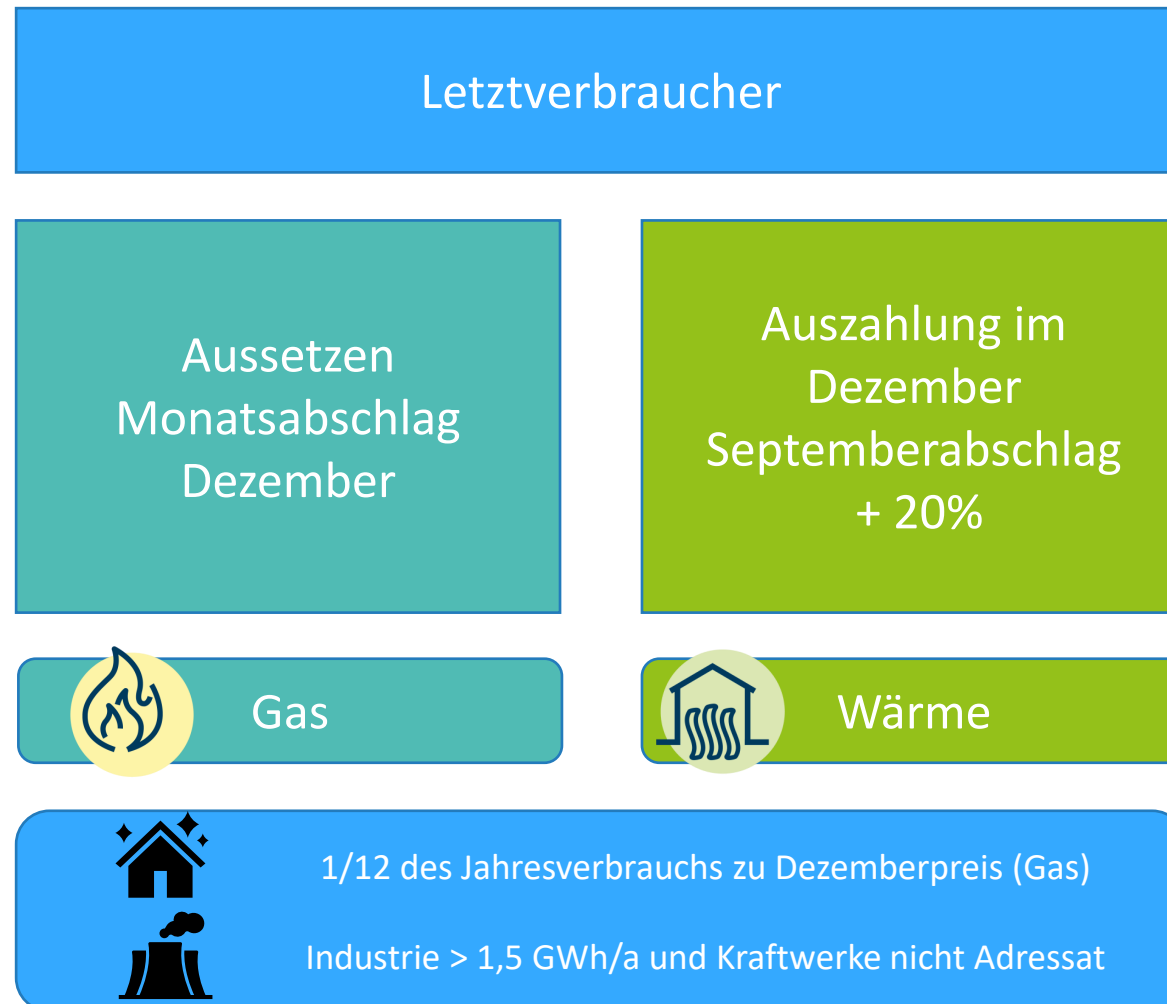 Letztverbraucher
Aussetzen
Monatsabschlag
Dezember
Auszahlung im
Dezember
Septemberabschlag
+ 20%
Gas
Wärme
1/12 des Jahresverbrauchs zu Dezemberpreis (Gas)
Industrie > 1,5 GWh/a und Kraftwerke nicht Adressat